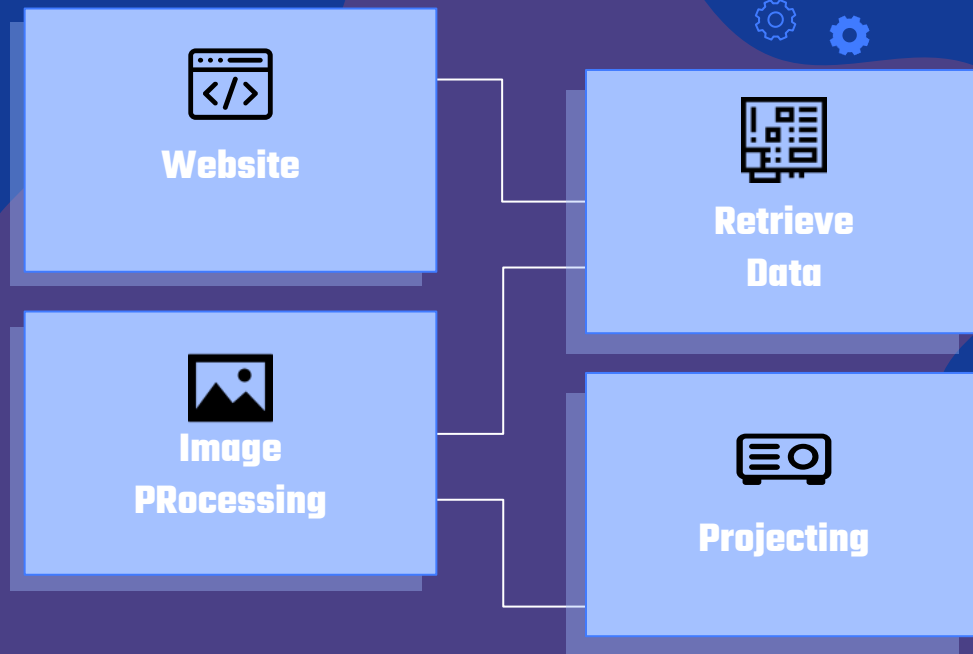 Website
Retrieve
Data
Image
PRocessing
Projecting